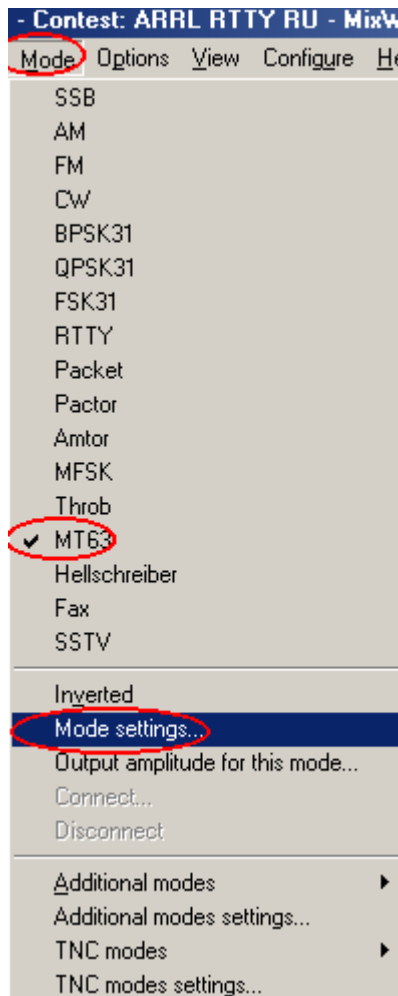 - Contest: ARRL RTTY RU - MixW
Mode Options View Configure He
SSB
AM
FM
CW
BPSK31
QPSK31
FSK31
RTTY
Packet
Pactor
Amtor
MFSK
Throb
MT63
Hellschreiber
Fax
SSTV
Inverted
Mode settings...
Output amplitude for this mode...
Connect...
Disconnect
Additional modes
Additional modes settings...
TNC modes
TNC modes settings...